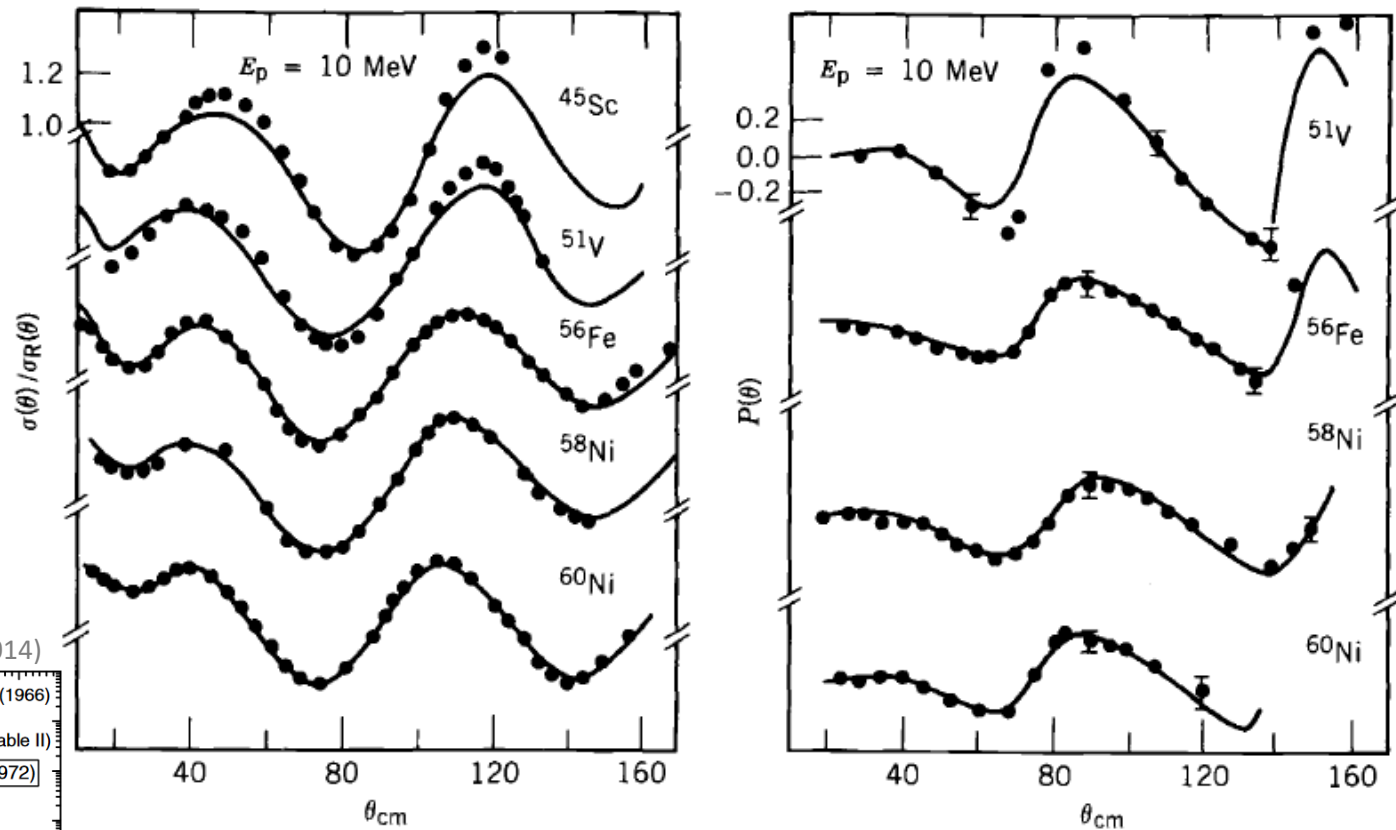 E_p = 10 MeV
1.2
1.0
⁴⁵Sc
⁵¹V
⁵⁶Fe
⁵⁸Ni
⁶⁰Ni
σ(θ)/σ_R(θ)
40 80 120 160
θ_cm
E_p = 10 MeV
0.2
0.0
−0.2
⁵¹V
⁵⁶Fe
⁵⁸Ni
⁶⁰Ni
P(θ)
40 80 120 160
θ_cm
014)
(1966)
able II)
972)